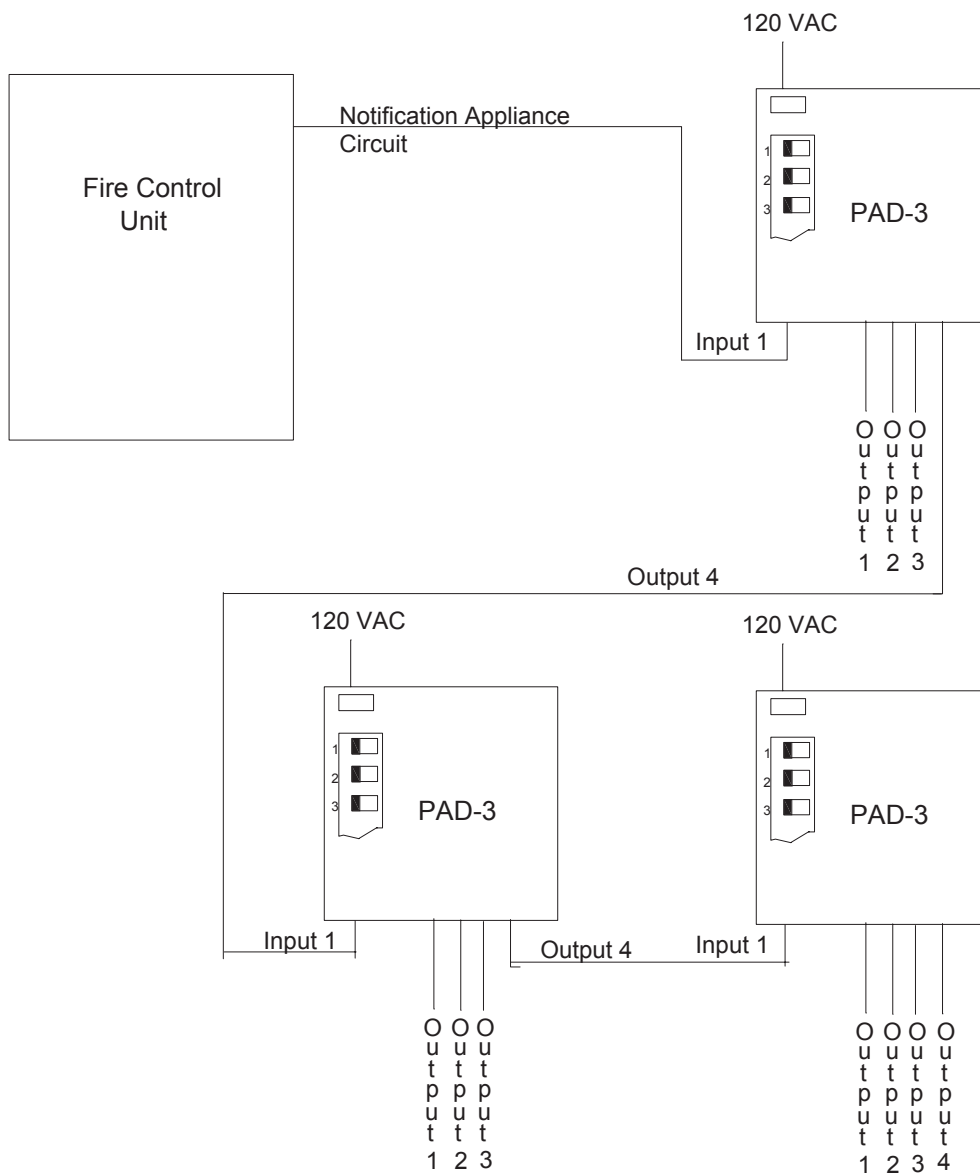 120 VAC
Notification Appliance
Circuit
Fire Control
Unit
1
2
3
PAD-3
Input 1
Output 1
Output 2
Output 3
Output 4
120 VAC
1
2
3
PAD-3
Input 1
Output 4
Output 1
Output 2
Output 3
120 VAC
1
2
3
PAD-3
Input 1
Output 1
Output 2
Output 3
Output 4